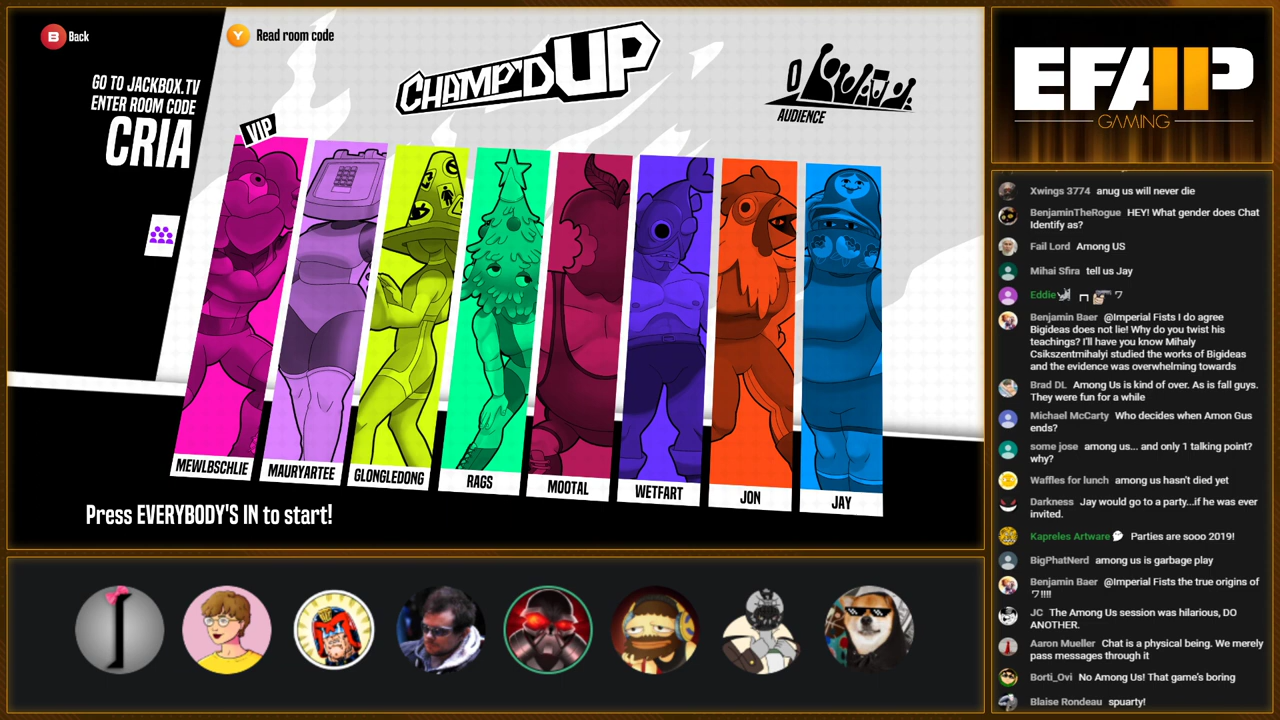 B Back
Y Read room code
GO TO JACKBOX.TV
ENTER ROOM CODE
CRIA
CHAMP'D UP
0
AUDIENCE
VIP
MEWLBSCHLIE
MAURYARTEE
GLONGLEDONG
RAGS
MOOTAL
WETFART
JON
JAY
Press EVERYBODY'S IN to start!
EFAP
GAMING
Xwings 3774 anug us will never die
BenjaminTheRogue HEY! What gender does Chat
Identify as?
Fail Lord Among US
Mihai Sfira tell us Jay
Eddie
Benjamin Baer @Imperial Fists I do agree
Bigideas does not lie! Why do you twist his
teachings? I'll have you know Mihaly
Csikszentmihalyi studied the works of Bigideas
and the evidence was overwhelming towards
Brad DL Among Us is kind of over. As is fall guys.
They were fun for a while
Michael McCarty Who decides when Amon Gus
ends?
some jose among us... and only 1 talking point?
why?
Waffles for lunch among us hasn't died yet
Darkness Jay would go to a party...if he was ever
invited.
Kapreles Artware Parties are sooo 2019!
BigPhatNerd among us is garbage play
Benjamin Baer @Imperial Fists the true origins of
ワ!!!!
JC The Among Us session was hilarious, DO
ANOTHER.
Aaron Mueller Chat is a physical being. We merely
pass messages through it
Borti_Ovi No Among Us! That game's boring
Blaise Rondeau spuarty!